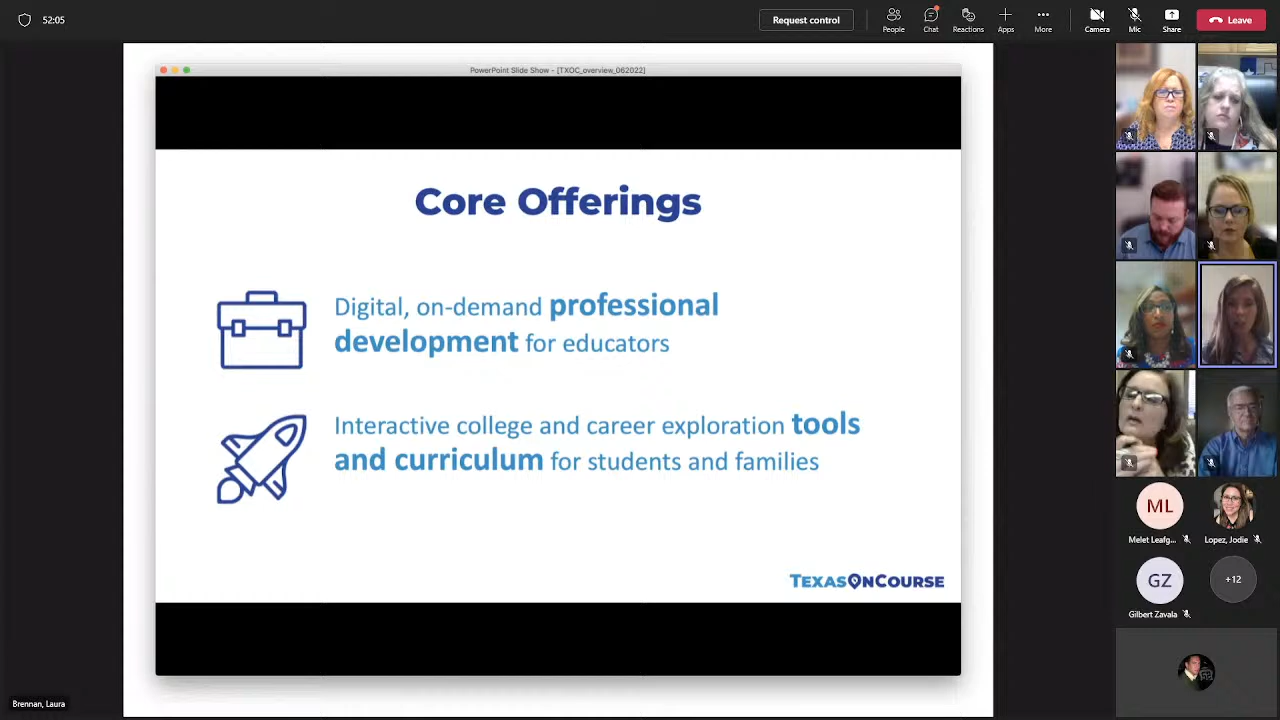 52:05
Request control
People
Chat
Reactions
Apps
More
Camera
Mic
Share
Leave
PowerPoint Slide Show - [TXOC_overview_062022]
Core Offerings
Digital, on-demand professional
development for educators
Interactive college and career exploration tools
and curriculum for students and families
TEXASONCOURSE
ML
Melet Leafg...
Lopez, Jodie
GZ
+12
Gilbert Zavala
Brennan, Laura